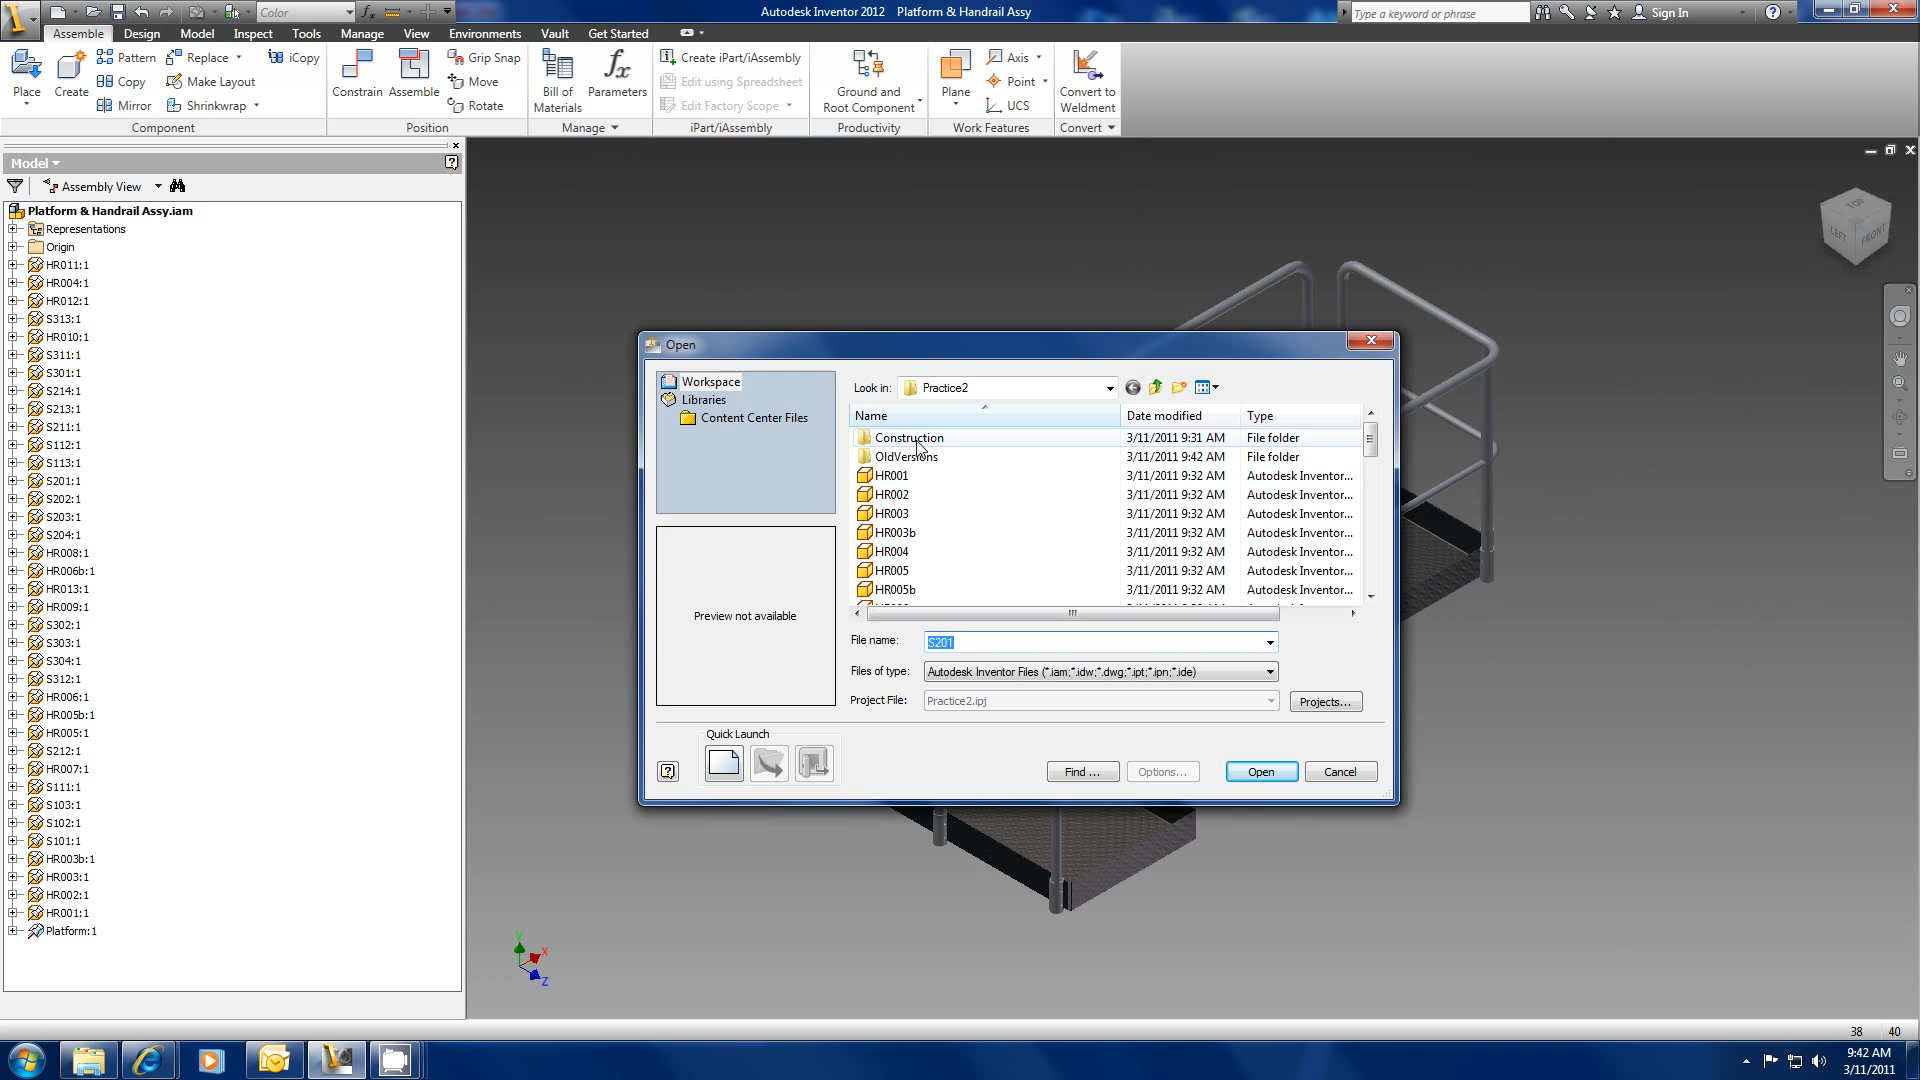 Color
Autodesk Inventor 2012 Platform & Handrail Assy
Type a keyword or phrase
Sign In
Assemble Design Model Inspect Tools Manage View Environments Vault Get Started
Place
Create
Pattern
Copy
Mirror
Replace
Make Layout
Shrinkwrap
iCopy
Constrain
Assemble
Grip Snap
Move
Rotate
Bill of
Materials
Parameters
Create iPart/iAssembly
Edit using Spreadsheet
Edit Factory Scope
Ground and
Root Component
Plane
Axis
Point
UCS
Convert to
Weldment
Component Position Manage iPart/iAssembly Productivity Work Features Convert
Model
Assembly View
Platform & Handrail Assy.iam
Representations
Origin
HR011:1
HR004:1
HR012:1
S313:1
HR010:1
S311:1
S301:1
S214:1
S213:1
S211:1
S112:1
S113:1
S201:1
S202:1
S203:1
S204:1
HR008:1
HR006b:1
HR013:1
HR009:1
S302:1
S303:1
S304:1
S312:1
HR006:1
HR005b:1
HR005:1
S212:1
HR007:1
S111:1
S103:1
S102:1
S101:1
HR003b:1
HR003:1
HR002:1
HR001:1
Platform:1
TOP
LEFT
FRONT
Open
Workspace
Libraries
Content Center Files
Preview not available
Look in: Practice2
Name Date modified Type
Construction 3/11/2011 9:31 AM File folder
OldVersions 3/11/2011 9:42 AM File folder
HR001 3/11/2011 9:32 AM Autodesk Inventor...
HR002 3/11/2011 9:32 AM Autodesk Inventor...
HR003 3/11/2011 9:32 AM Autodesk Inventor...
HR003b 3/11/2011 9:32 AM Autodesk Inventor...
HR004 3/11/2011 9:32 AM Autodesk Inventor...
HR005 3/11/2011 9:32 AM Autodesk Inventor...
HR005b 3/11/2011 9:32 AM Autodesk Inventor...
File name: S201
Files of type: Autodesk Inventor Files (*.iam;*.idw;*.dwg;*.ipt;*.ipn;*.ide)
Project File: Practice2.ipj Projects...
Quick Launch
Find ... Options... Open Cancel
Y
X
Z
38 40
9:42 AM
3/11/2011